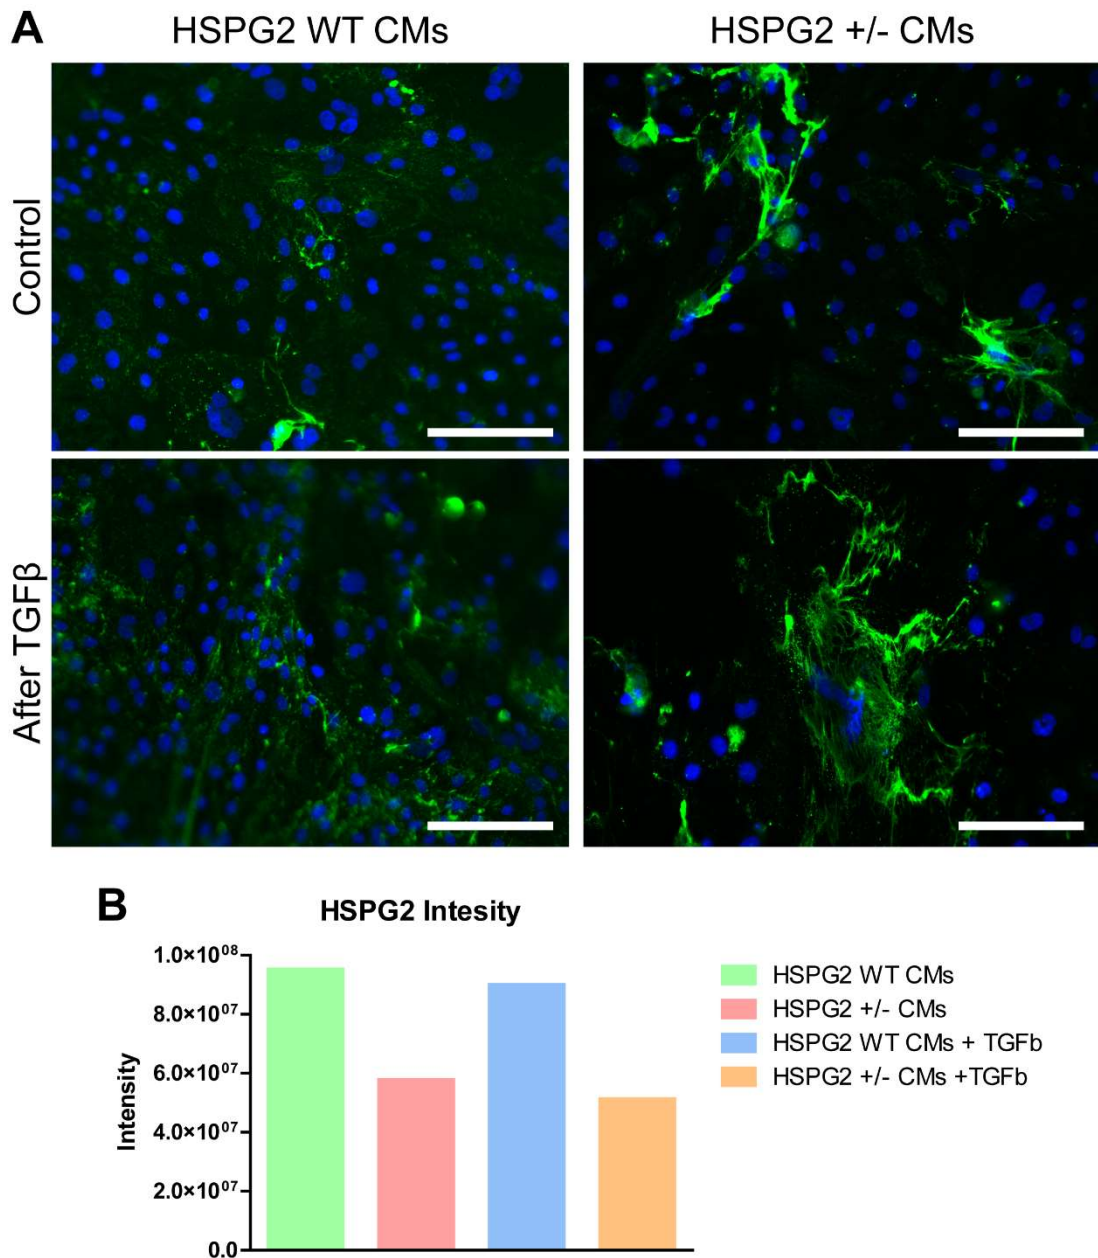 A
HSPG2 WT CMs
HSPG2 +/- CMs
Control
After TGFβ
B
HSPG2 Intesity
Intensity
1.0×10⁰⁸
8.0×10⁰⁷
6.0×10⁰⁷
4.0×10⁰⁷
2.0×10⁰⁷
0.0
HSPG2 WT CMs
HSPG2 +/- CMs
HSPG2 WT CMs + TGFb
HSPG2 +/- CMs +TGFb